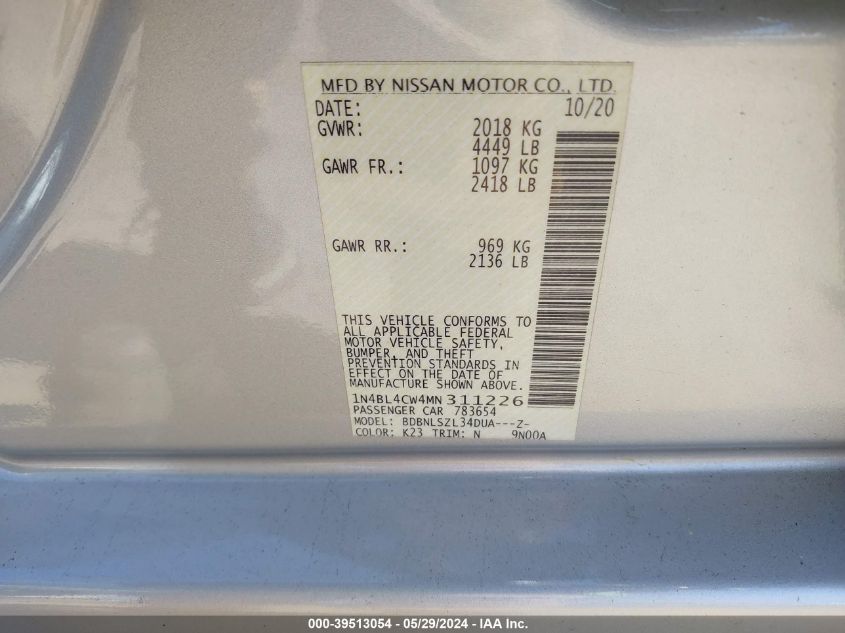 MFD BY NISSAN MOTOR CO., LTD.
DATE: 10/20
GVWR: 2018 KG
4449 LB
GAWR FR.: 1097 KG
2418 LB
GAWR RR.: 969 KG
2136 LB
THIS VEHICLE CONFORMS TO
ALL APPLICABLE FEDERAL
MOTOR VEHICLE SAFETY,
BUMPER, AND THEFT
PREVENTION STANDARDS IN
EFFECT ON THE DATE OF
MANUFACTURE SHOWN ABOVE.
1N4BL4CW4MN311226
PASSENGER CAR 783654
MODEL: BDBNLSZL34DUA---Z-
COLOR: K23 TRIM: N 9N00A
000-39513054 - 05/29/2024 - IAA Inc.